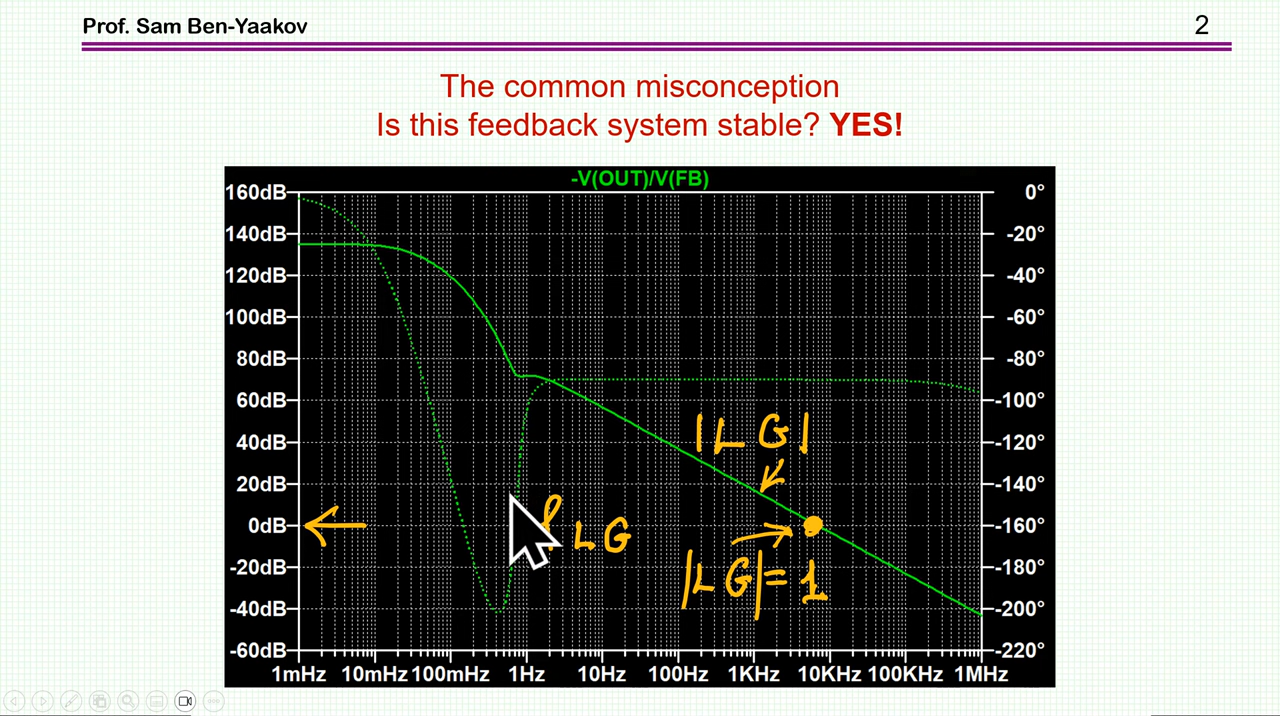 Prof. Sam Ben-Yaakov 2
The common misconception
Is this feedback system stable? YES!
-V(OUT)/V(FB)
160dB 0°
140dB -20°
120dB -40°
100dB -60°
80dB -80°
60dB -100°
|LG|
40dB -120°
20dB -140°
0dB -160°
LG
|LG|=1
-20dB -180°
-40dB -200°
-60dB -220°
1mHz 10mHz 100mHz 1Hz 10Hz 100Hz 1KHz 10KHz 100KHz 1MHz